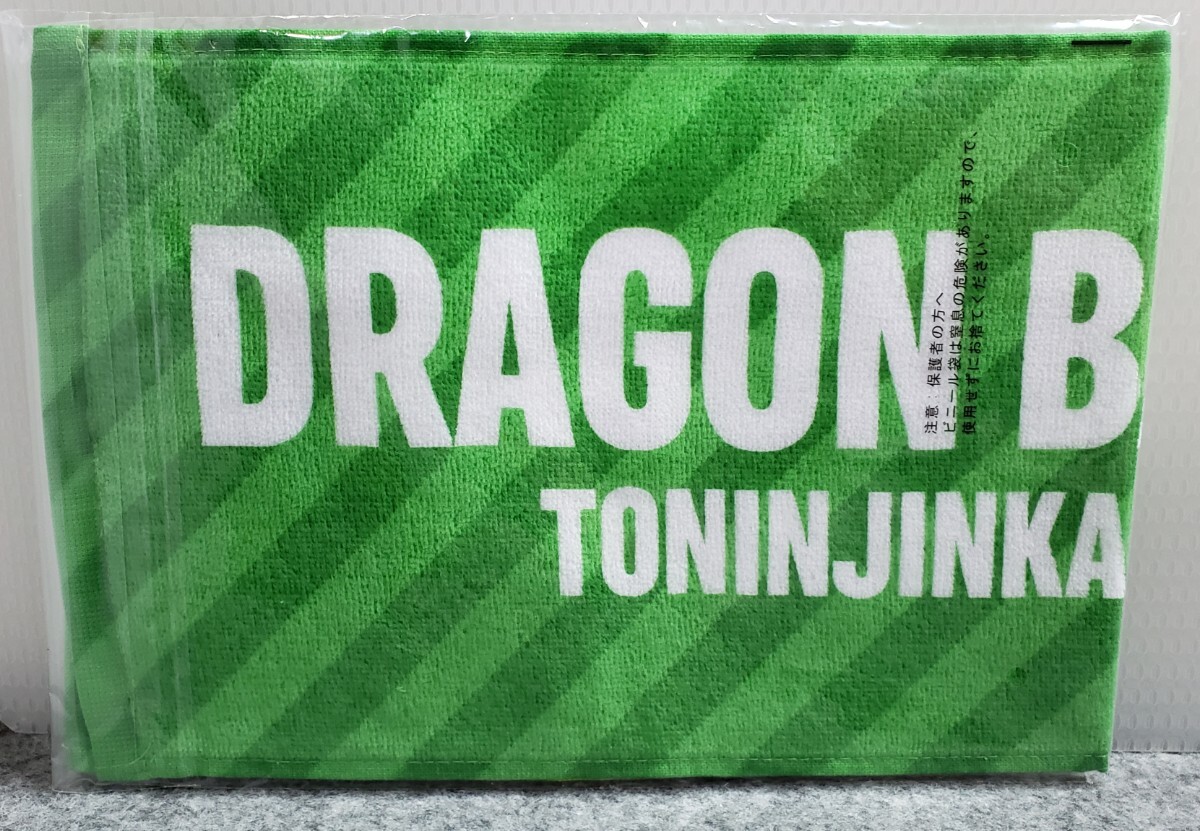 DRAGON B
TONINJINKA
注意：保護者の方へ
ビニール袋は窒息の危険がありますので、
使用せずにお捨てください。